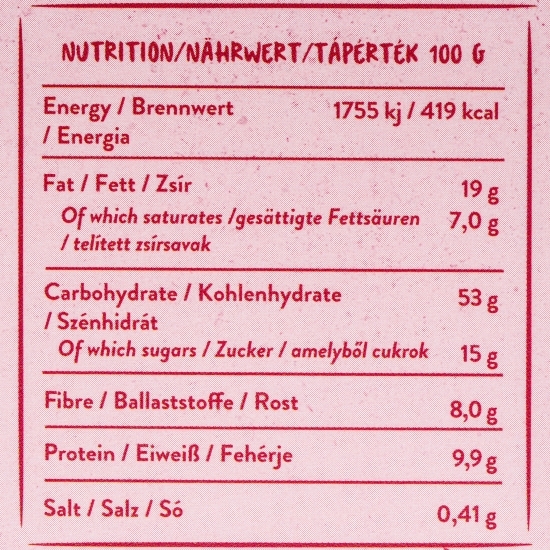 NUTRITION/NÄHRWERT/TÁPÉRTÉK 100 G
Energy / Brennwert 1755 kj / 419 kcal
/ Energia
Fat / Fett / Zsír 19 g
Of which saturates /gesättigte Fettsäuren 7,0 g
/ telített zsírsavak
Carbohydrate / Kohlenhydrate 53 g
/ Szénhidrát
Of which sugars / Zucker / amelyből cukrok 15 g
Fibre / Ballaststoffe / Rost 8,0 g
Protein / Eiweiß / Fehérje 9,9 g
Salt / Salz / Só 0,41 g